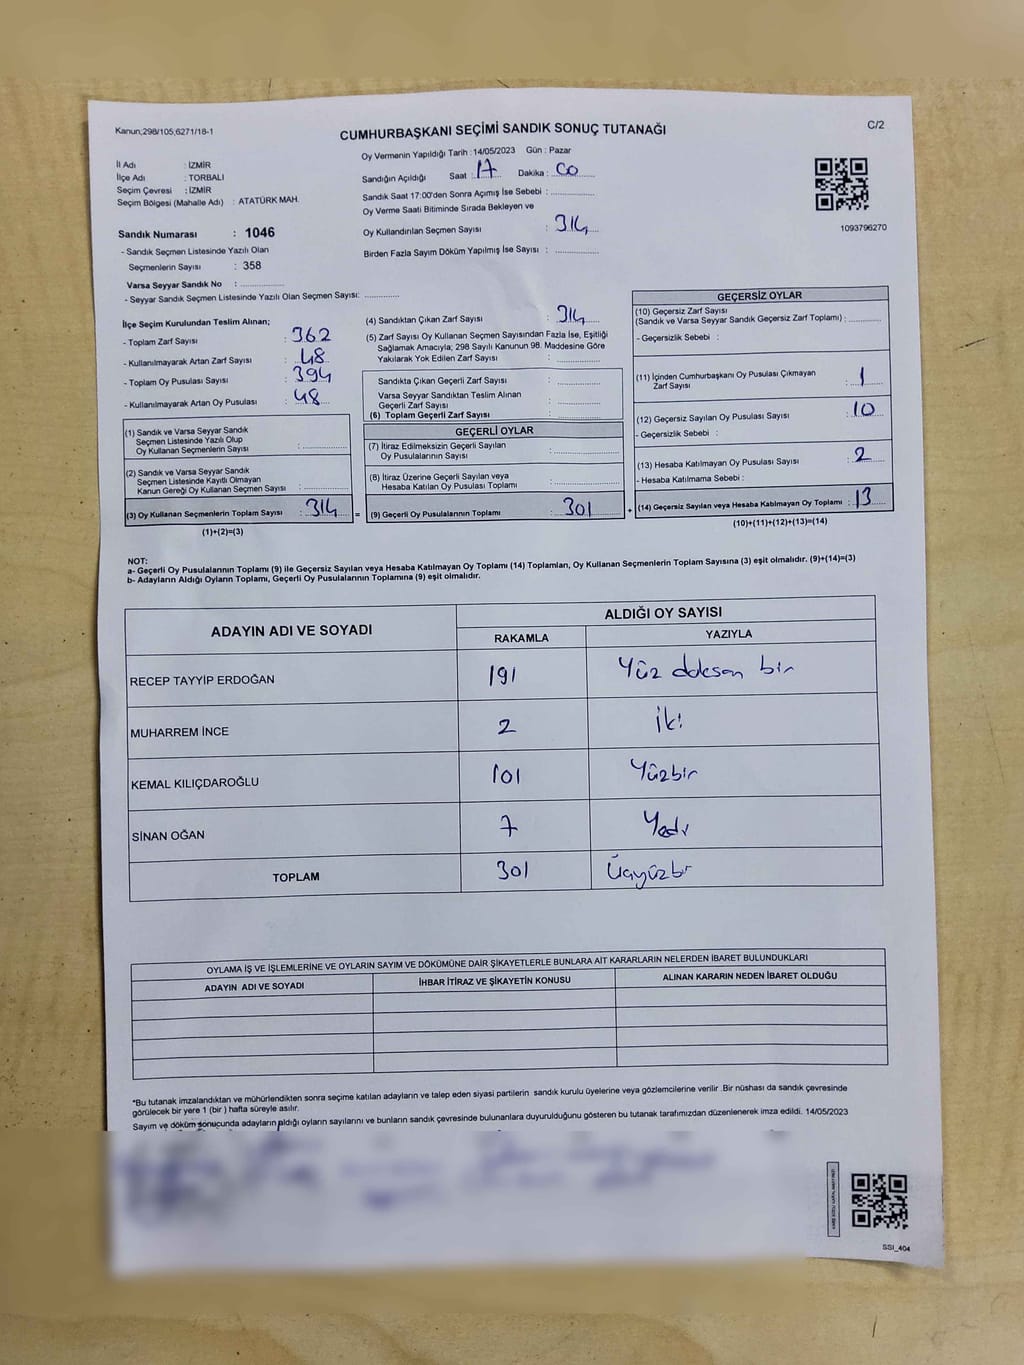 Kanun;298/105,6271/18-1
CUMHURBAŞKANI SEÇİMİ SANDIK SONUÇ TUTANAĞI
C/2
İl Adı : İZMİR
İlçe Adı : TORBALI
Seçim Çevresi : İZMİR
Seçim Bölgesi (Mahalle Adı) : ATATÜRK MAH.
Sandık Numarası : 1046
- Sandık Seçmen Listesinde Yazılı Olan
Seçmenlerin Sayısı : 358
Varsa Seyyar Sandık No : ..............
- Seyyar Sandık Seçmen Listesinde Yazılı Olan Seçmen Sayısı: ............
Oy Vermenin Yapıldığı Tarih : 14/05/2023 Gün : Pazar
Sandığın Açıldığı Saat : 17 Dakika : 00
Sandık Saat 17:00'den Sonra Açımış İse Sebebi : ..............
Oy Verme Saati Bitiminde Sırada Bekleyen ve
Oy Kullandırılan Seçmen Sayısı : 314
Birden Fazla Sayım Döküm Yapılmış İse Sayısı : ..............
1093796270
İlçe Seçim Kurulundan Teslim Alınan;
- Toplam Zarf Sayısı : 362
- Kullanılmayarak Artan Zarf Sayısı : 48
- Toplam Oy Pusulası Sayısı : 394
- Kullanılmayarak Artan Oy Pusulası : 48
(1) Sandık ve Varsa Seyyar Sandık
Seçmen Listesinde Yazılı Olup
Oy Kullanan Seçmenlerin Sayısı : ..............
(2) Sandık ve Varsa Seyyar Sandık
Seçmen Listesinde Kayıtlı Olmayan
Kanun Gereği Oy Kullanan Seçmen Sayısı : ..............
(3) Oy Kullanan Seçmenlerin Toplam Sayısı : 314 =
(1)+(2)=(3)
(4) Sandıktan Çıkan Zarf Sayısı : 314
(5) Zarf Sayısı Oy Kullanan Seçmen Sayısından Fazla İse, Eşitliği
Sağlamak Amacıyla; 298 Sayılı Kanunun 98. Maddesine Göre
Yakılarak Yok Edilen Zarf Sayısı : ..............
Sandıkta Çıkan Geçerli Zarf Sayısı : ..............
Varsa Seyyar Sandıktan Teslim Alınan
Geçerli Zarf Sayısı : ..............
(6) Toplam Geçerli Zarf Sayısı : ..............
GEÇERLİ OYLAR
(7) İtiraz Edilmeksizin Geçerli Sayılan
Oy Pusulalarının Sayısı : ..............
(8) İtiraz Üzerine Geçerli Sayılan veya
Hesaba Katılan Oy Pusulası Toplamı : ..............
(9) Geçerli Oy Pusulalarının Toplamı : 301 +
GEÇERSİZ OYLAR
(10) Geçersiz Zarf Sayısı
(Sandık ve Varsa Seyyar Sandık Geçersiz Zarf Toplamı) : ............
- Geçersizlik Sebebi :
(11) İçinden Cumhurbaşkanı Oy Pusulası Çıkmayan
Zarf Sayısı : 1
(12) Geçersiz Sayılan Oy Pusulası Sayısı : 10
- Geçersizlik Sebebi :
(13) Hesaba Katılmayan Oy Pusulası Sayısı : 2
- Hesaba Katılmama Sebebi :
(14) Geçersiz Sayılan veya Hesaba Katılmayan Oy Toplamı : 13
(10)+(11)+(12)+(13)=(14)
NOT:
a- Geçerli Oy Pusulalarının Toplamı (9) ile Geçersiz Sayılan veya Hesaba Katılmayan Oy Toplamı (14) Toplamları, Oy Kullanan Seçmenlerin Toplam Sayısına (3) eşit olmalıdır. (9)+(14)=(3)
b- Adayların Aldığı Oyların Toplamı, Geçerli Oy Pusulalarının Toplamına (9) eşit olmalıdır.
ADAYIN ADI VE SOYADI ALDIĞI OY SAYISI
RAKAMLA YAZIYLA
RECEP TAYYİP ERDOĞAN 191 Yüz doksan bir
MUHARREM İNCE 2 iki
KEMAL KILIÇDAROĞLU 101 Yüzbir
SİNAN OĞAN 7 Yedi
TOPLAM 301 Üçyüzbir
OYLAMA İŞ VE İŞLEMLERİNE VE OYLARIN SAYIM VE DÖKÜMÜNE DAİR ŞİKAYETLERLE BUNLARA AİT KARARLARIN NELERDEN İBARET BULUNDUKLARI
ADAYIN ADI VE SOYADI İHBAR İTİRAZ VE ŞİKAYETİN KONUSU ALINAN KARARIN NEDEN İBARET OLDUĞU
*Bu tutanak imzalandıktan ve mühürlendikten sonra seçime katılan adayların ve talep eden siyasi partilerin sandık kurulu üyelerine veya gözlemcilerine verilir .Bir nüshası da sandık çevresinde
görülecek bir yere 1 (bir ) hafta süreyle asılır.
Sayım ve döküm sonucunda adayların aldığı oyların sayılarını ve bunların sandık çevresinde bulunanlara duyurulduğunu gösteren bu tutanak tarafımızdan düzenlenerek imza edildi. 14/05/2023
SSI_404